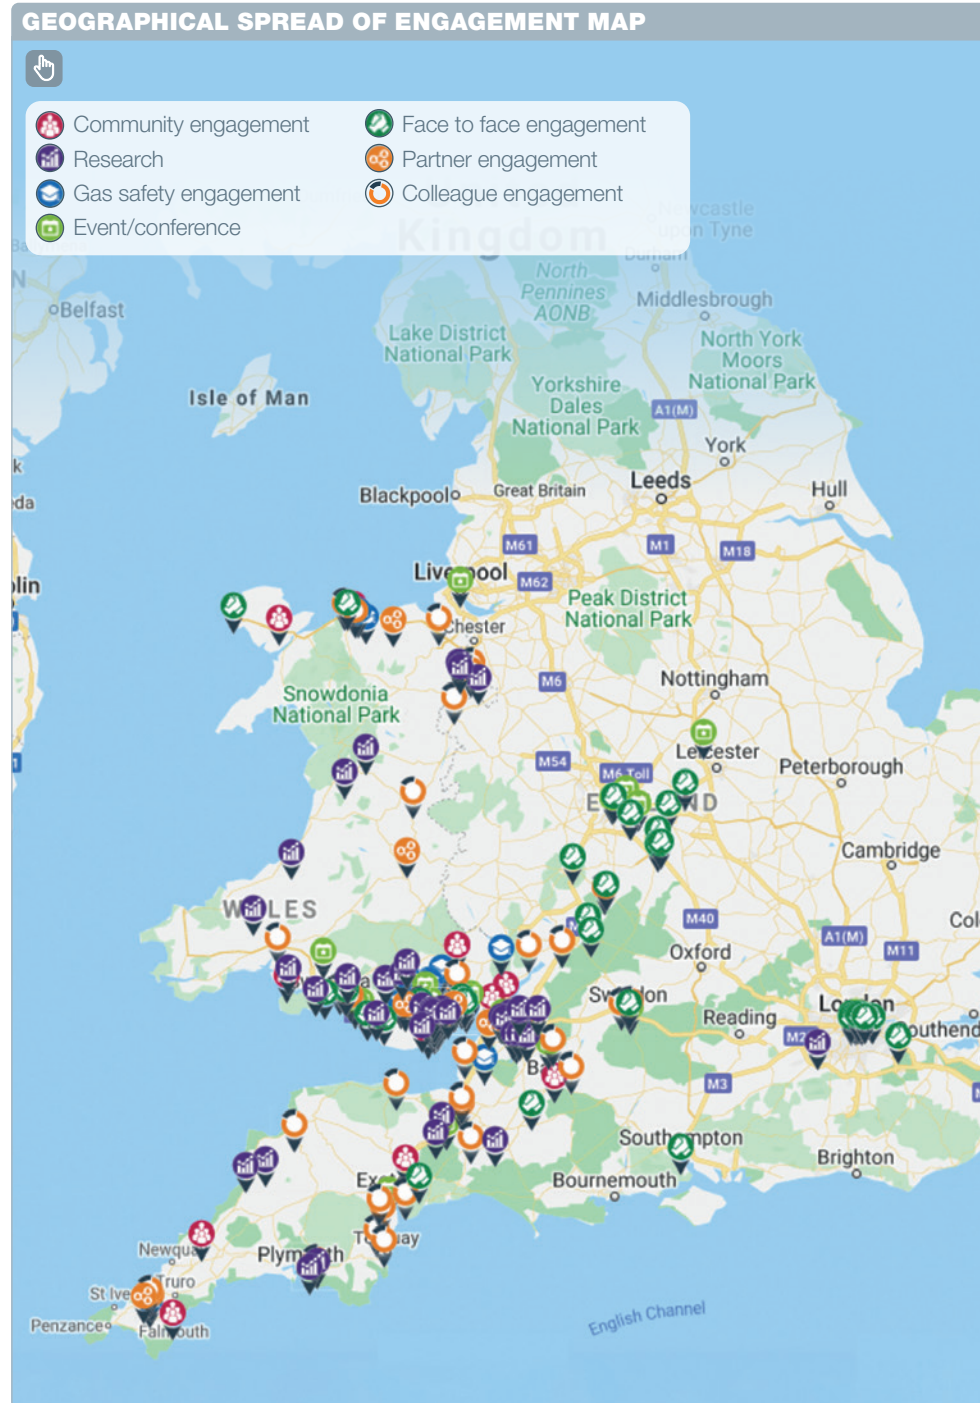 GEOGRAPHICAL SPREAD OF ENGAGEMENT MAP
Community engagement
Research
Gas safety engagement
Event/conference
Face to face engagement
Partner engagement
Colleague engagement
Kingdom
Newcastle
upon Tyne
Durham
North
Pennines
AONB
Middlesbrough
Belfast
Lake District
National Park
North York
Moors
National Park
Isle of Man
Yorkshire
Dales
National Park
A1(M)
York
Leeds
Blackpool
Great Britain
Hull
M61
M1
M18
Liverpool
M62
Peak District
National Park
Chester
M6
Nottingham
Snowdonia
National Park
M54
M6 Toll
Leicester
Peterborough
ENGLAND
Cambridge
WALES
M40
A1(M)
M11
Oxford
Swindon
London
Reading
Southend
M3
Southampton
Brighton
Bournemouth
Newquay
Plymouth
Torquay
Truro
St Ives
Penzance
Falmouth
English Channel